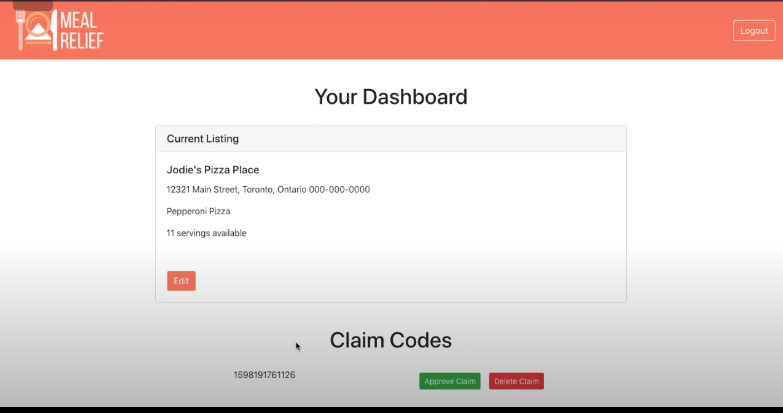 MEAL
RELIEF
Logout
Your Dashboard
Current Listing
Jodie's Pizza Place
12321 Main Street, Toronto, Ontario 000-000-0000
Pepperoni Pizza
11 servings available
Edit
Claim Codes
1598191761126
Approve Claim
Delete Claim